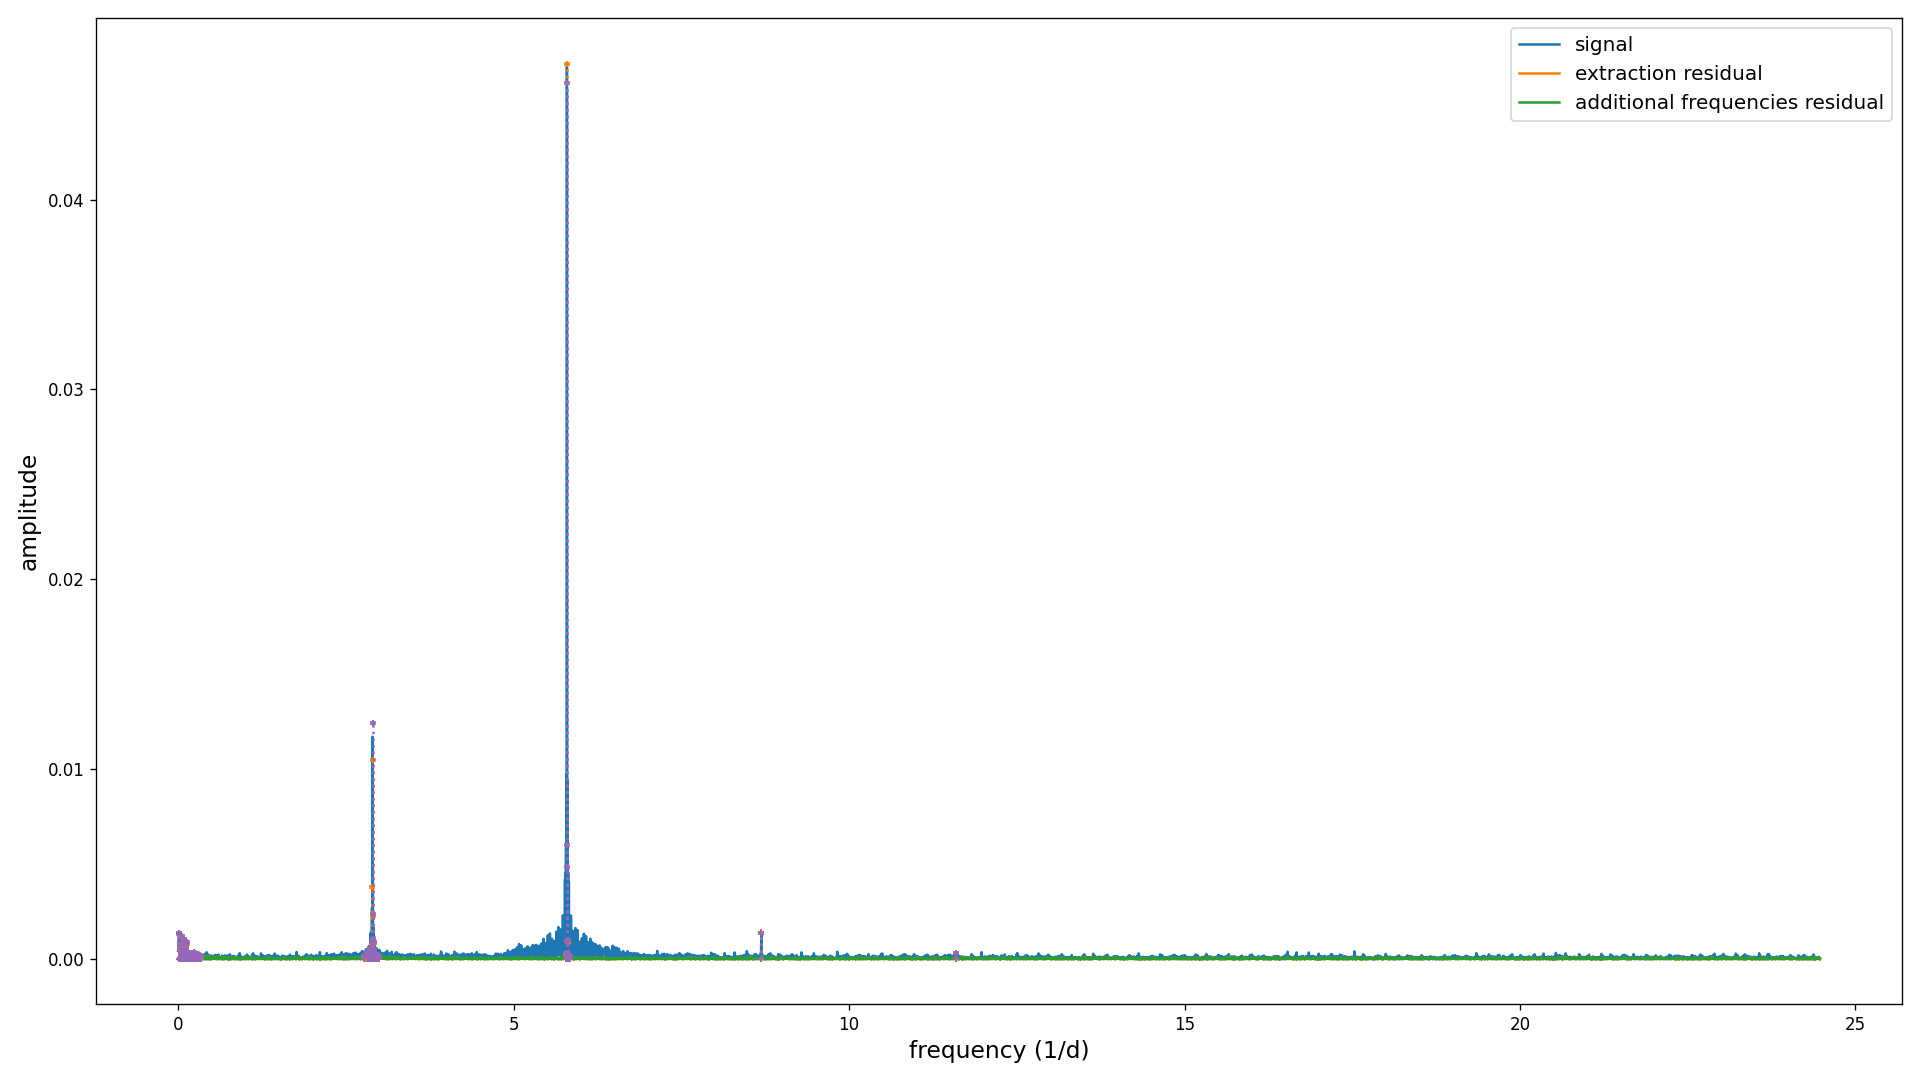 signal
extraction residual
additional frequencies residual
0.04
0.03
0.02
0.01
0.00
amplitude
0 5 10 15 20 25
frequency (1/d)